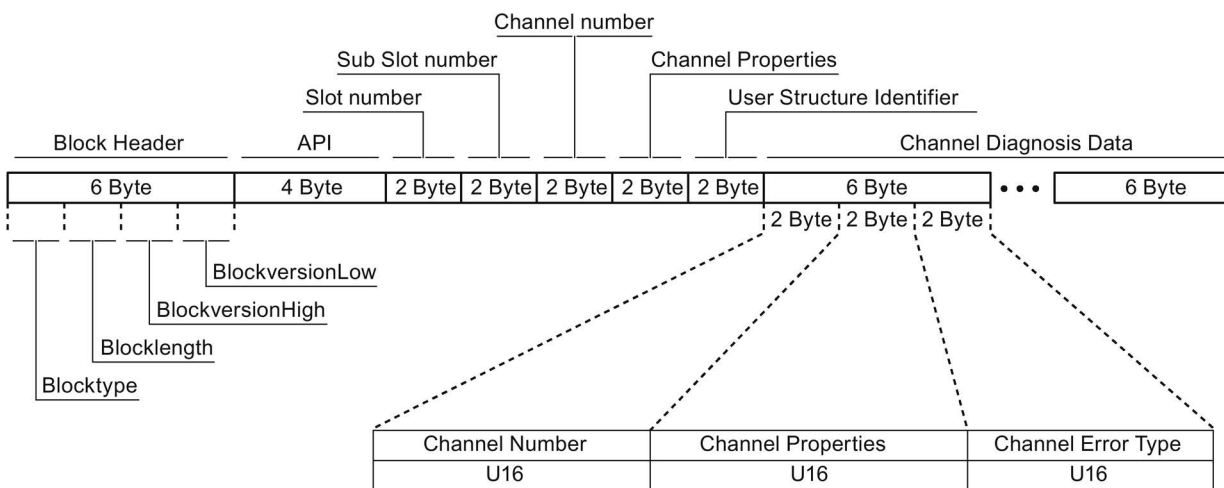 Channel number
Sub Slot number
Channel Properties
Slot number
User Structure Identifier
Block Header
API
Channel Diagnosis Data
6 Byte
4 Byte
2 Byte
2 Byte
2 Byte
2 Byte
2 Byte
6 Byte
6 Byte
2 Byte
2 Byte
2 Byte
BlockversionLow
BlockversionHigh
Blocklength
Blocktype
Channel Number
Channel Properties
Channel Error Type
U16
U16
U16